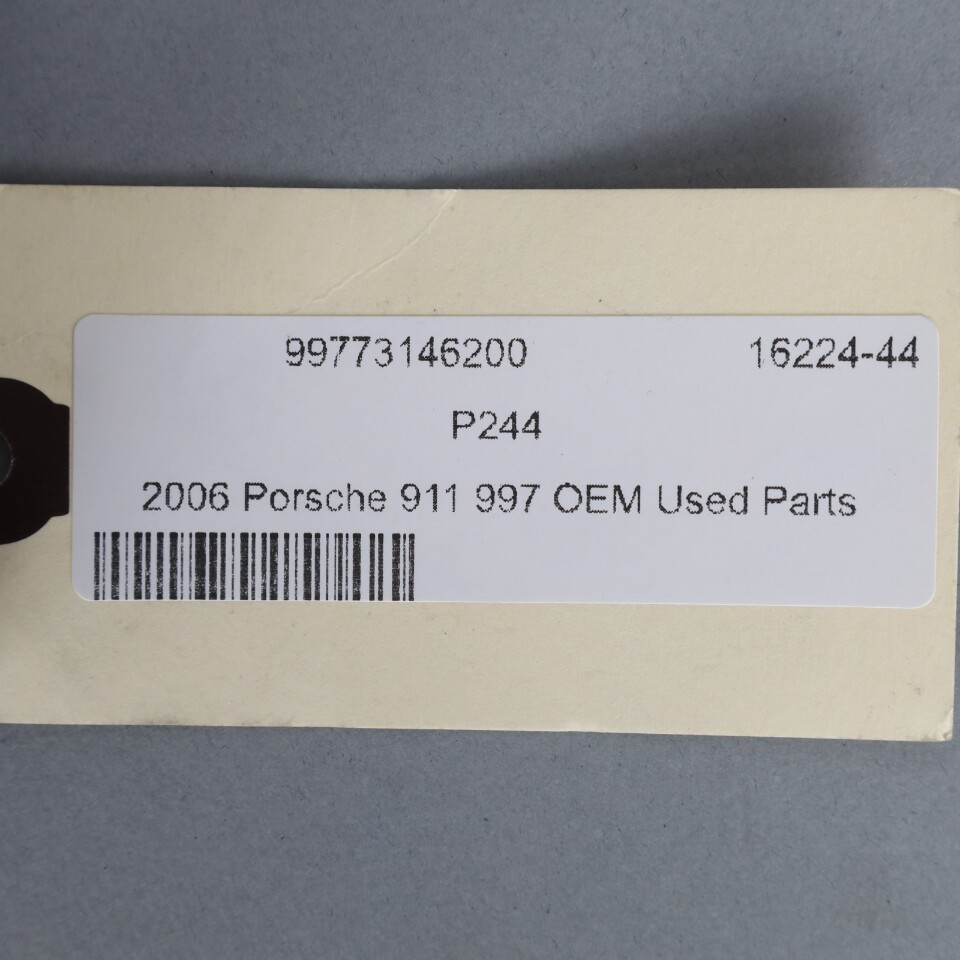 99773146200 16224-44
P244
2006 Porsche 911 997 OEM Used Parts